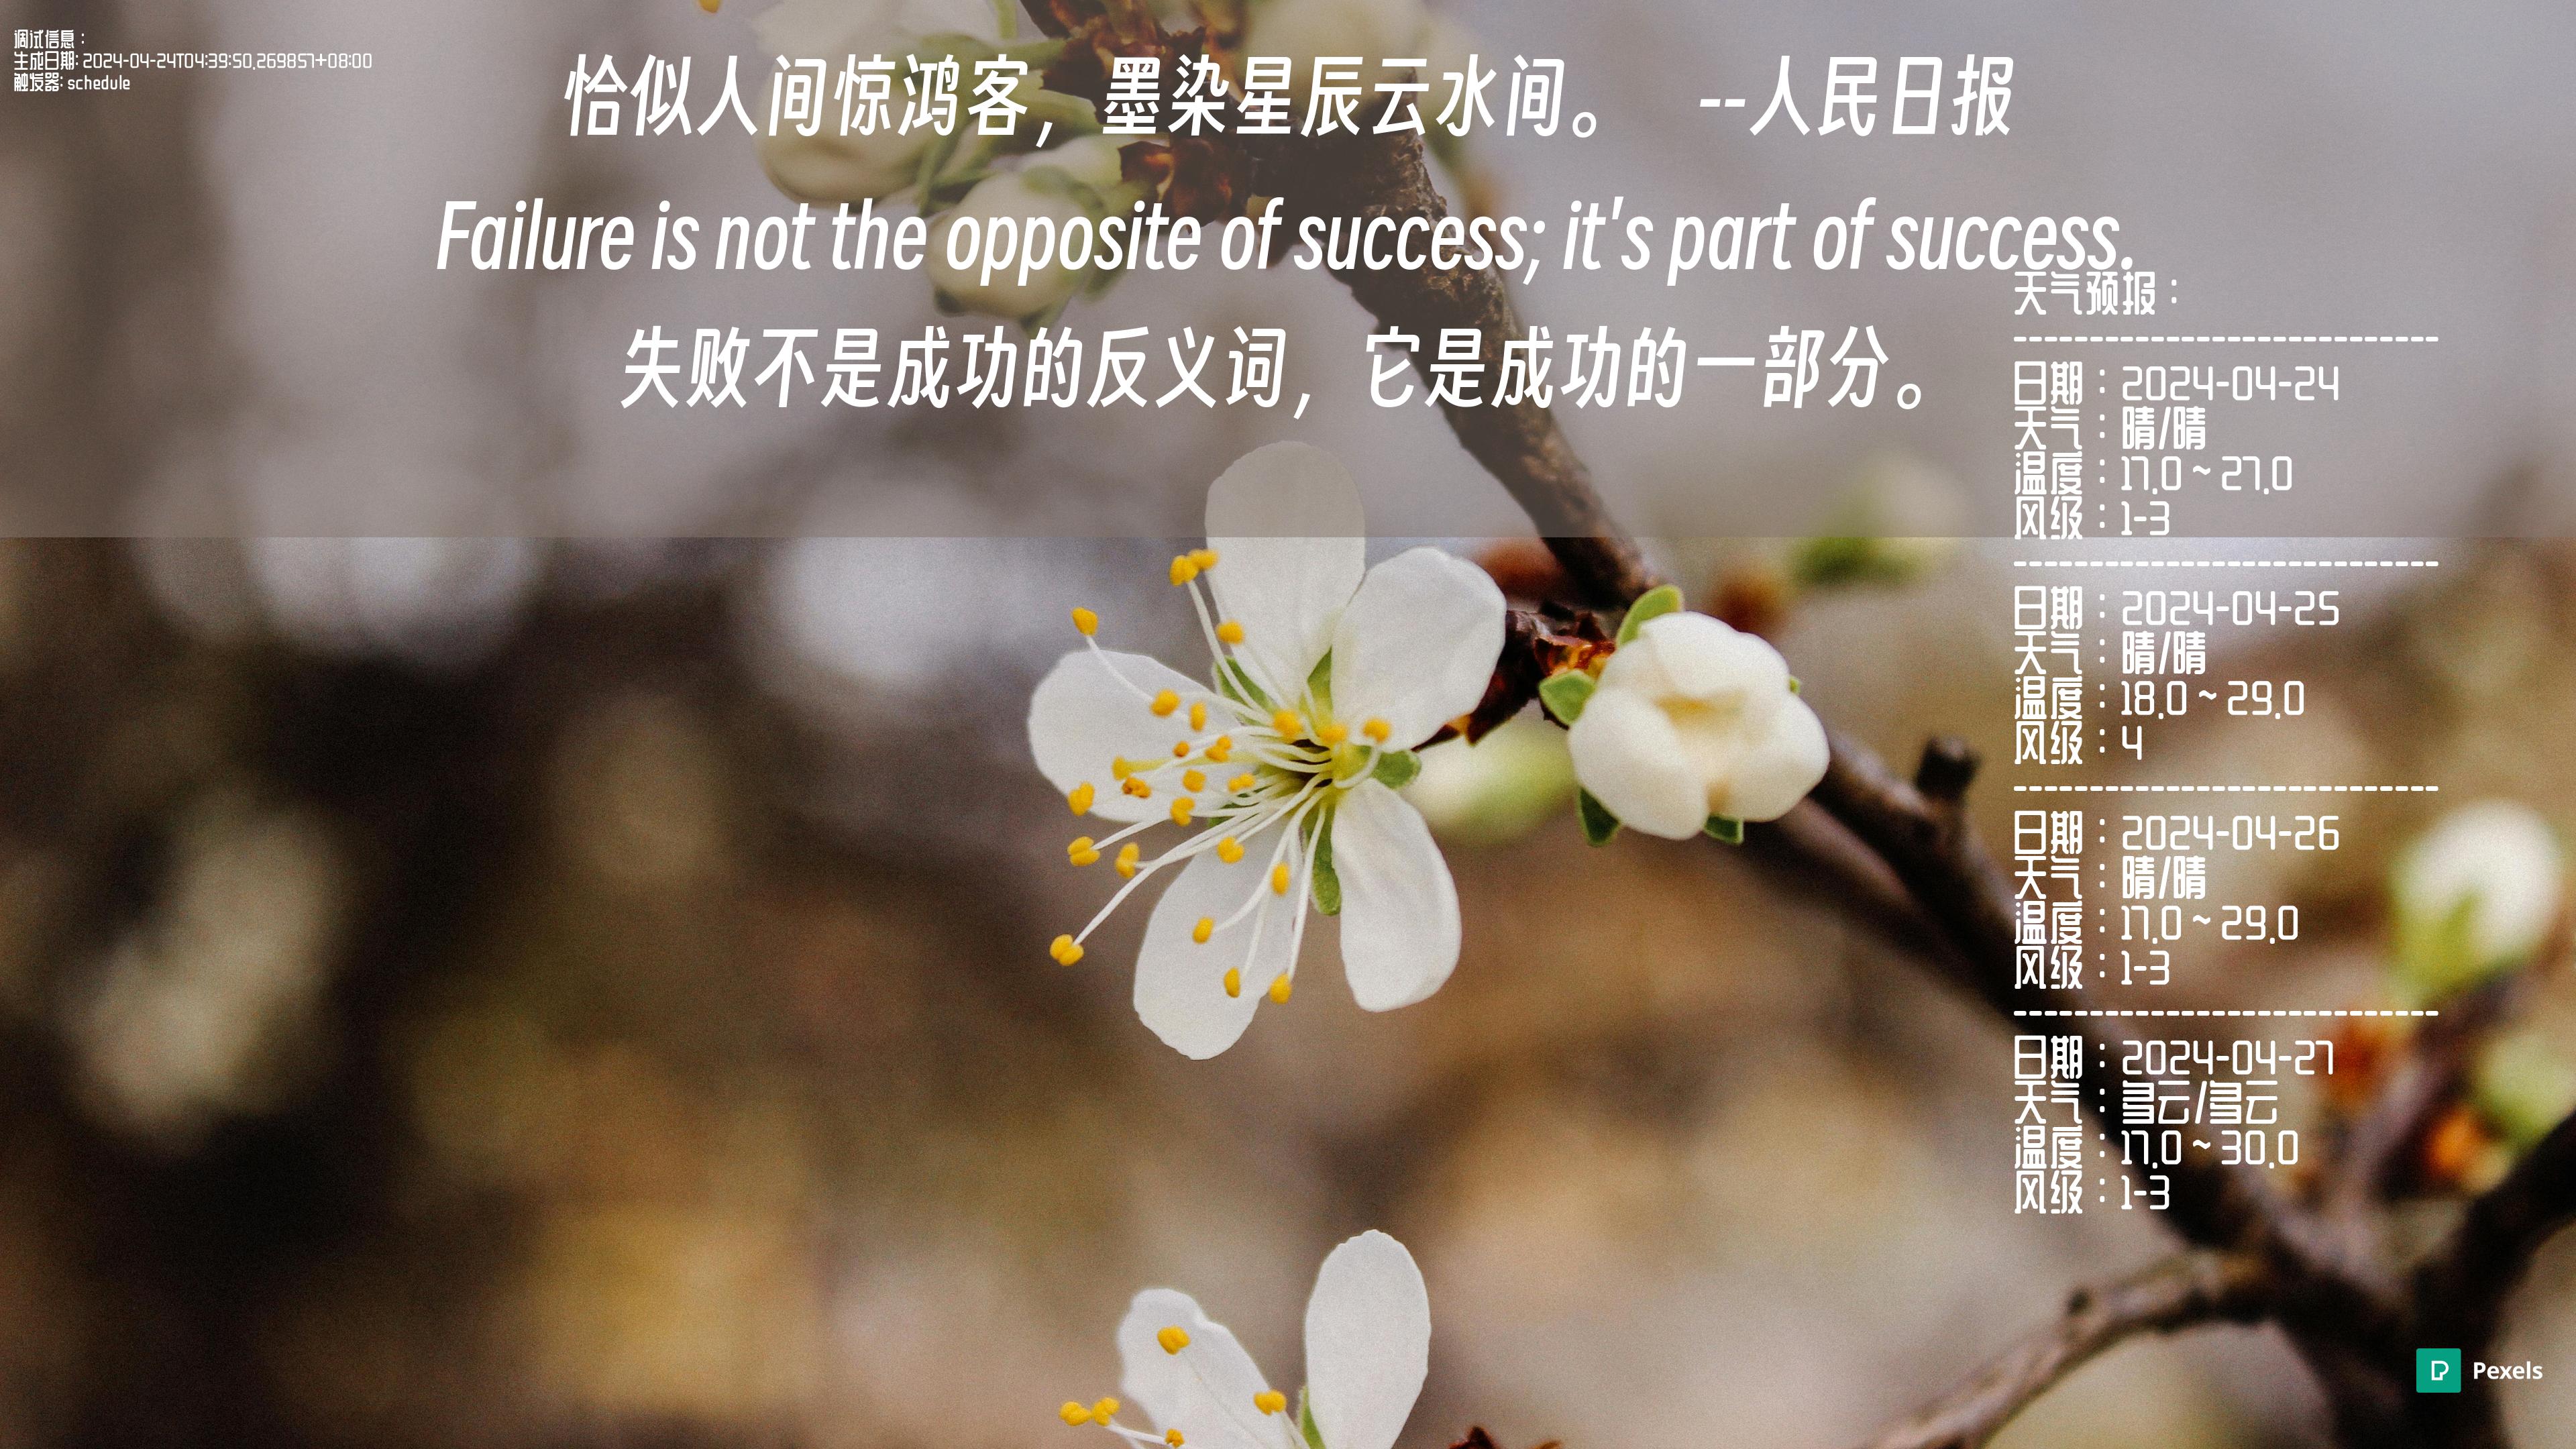 调试信息：
生成日期: 2024-04-24T04:39:50.269857+08:00
触发器: schedule
恰似人间惊鸿客，墨染星辰云水间。 --人民日报
Failure is not the opposite of success; it's part of success.
失败不是成功的反义词，它是成功的一部分。
天气预报：
------------------------------
日期：2024-04-24
天气：晴/晴
温度：17.0 ~ 27.0
风级：1-3
------------------------------
日期：2024-04-25
天气：晴/晴
温度：18.0 ~ 29.0
风级：4
------------------------------
日期：2024-04-26
天气：晴/晴
温度：17.0 ~ 29.0
风级：1-3
------------------------------
日期：2024-04-27
天气：多云/多云
温度：17.0 ~ 30.0
风级：1-3
Pexels